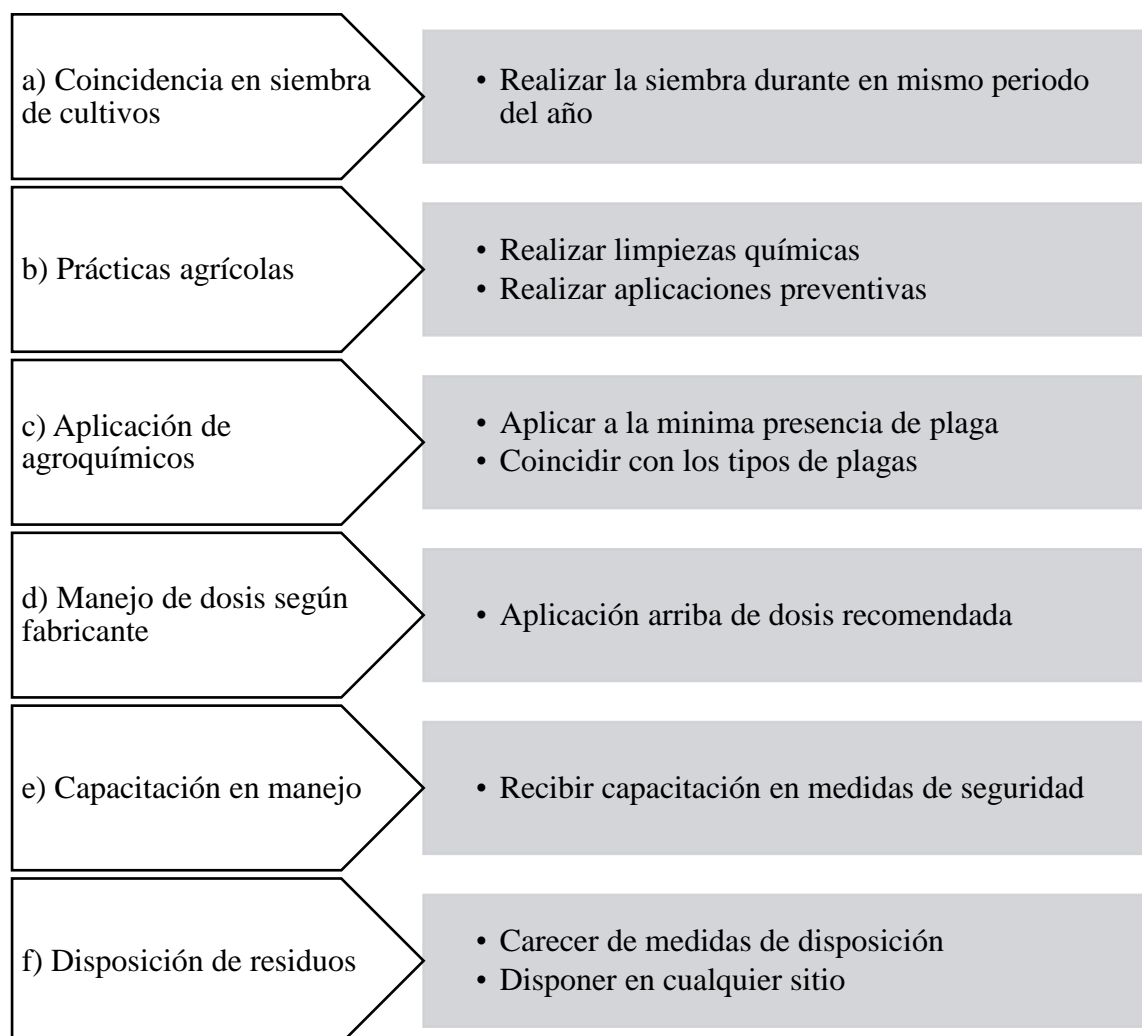 a) Coincidencia en siembra
de cultivos
• Realizar la siembra durante en mismo periodo
del año
b) Prácticas agrícolas
• Realizar limpiezas químicas
• Realizar aplicaciones preventivas
c) Aplicación de
agroquímicos
• Aplicar a la minima presencia de plaga
• Coincidir con los tipos de plagas
d) Manejo de dosis según
fabricante
• Aplicación arriba de dosis recomendada
e) Capacitación en manejo
• Recibir capacitación en medidas de seguridad
f) Disposición de residuos
• Carecer de medidas de disposición
• Disponer en cualquier sitio